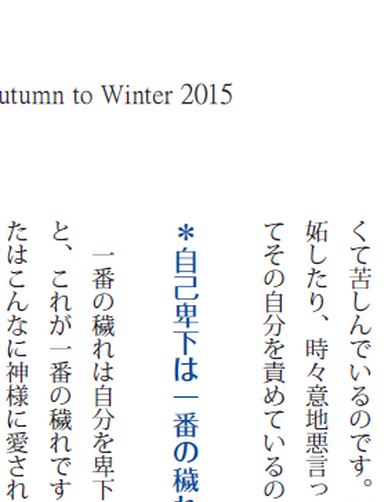 utumn to Winter 2015
くて苦しんでいるのです。
妬したり、時々意地悪言っ
てその自分を責めているの
＊自己卑下は一番の穢れ
一番の穢れは自分を卑下
と、これが一番の穢れです
たはこんなに神様に愛され